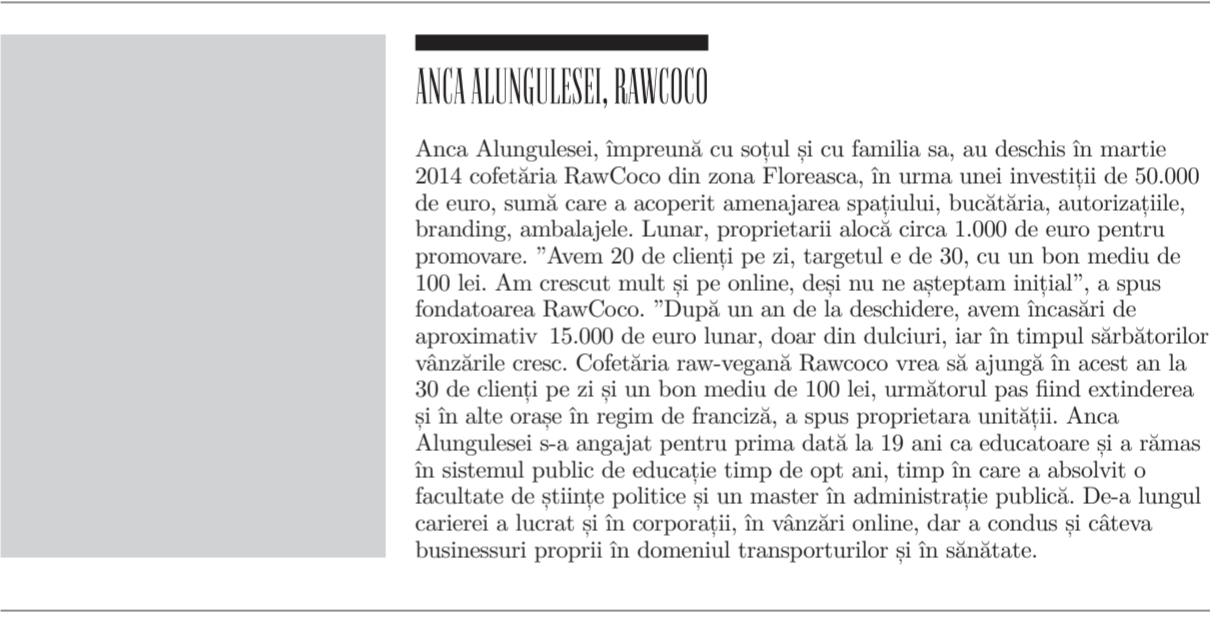 ANCA ALUNGULESEI, RAWCOCO
Anca Alungulesei, împreună cu soțul și cu familia sa, au deschis în martie
2014 cofetăria RawCoco din zona Floreasca, în urma unei investiții de 50.000
de euro, sumă care a acoperit amenajarea spațiului, bucătăria, autorizațiile,
branding, ambalajele. Lunar, proprietarii alocă circa 1.000 de euro pentru
promovare. ”Avem 20 de clienți pe zi, targetul e de 30, cu un bon mediu de
100 lei. Am crescut mult și pe online, deși nu ne așteptam inițial”, a spus
fondatoarea RawCoco. ”După un an de la deschidere, avem încasări de
aproximativ 15.000 de euro lunar, doar din dulciuri, iar în timpul sărbătorilor
vânzările cresc. Cofetăria raw-vegană Rawcoco vrea să ajungă în acest an la
30 de clienți pe zi și un bon mediu de 100 lei, următorul pas fiind extinderea
și în alte orașe în regim de franciză, a spus proprietara unității. Anca
Alungulesei s-a angajat pentru prima dată la 19 ani ca educatoare și a rămas
în sistemul public de educație timp de opt ani, timp în care a absolvit o
facultate de științe politice și un master în administrație publică. De-a lungul
carierei a lucrat și în corporații, în vânzări online, dar a condus și câteva
businessuri proprii în domeniul transporturilor și în sănătate.